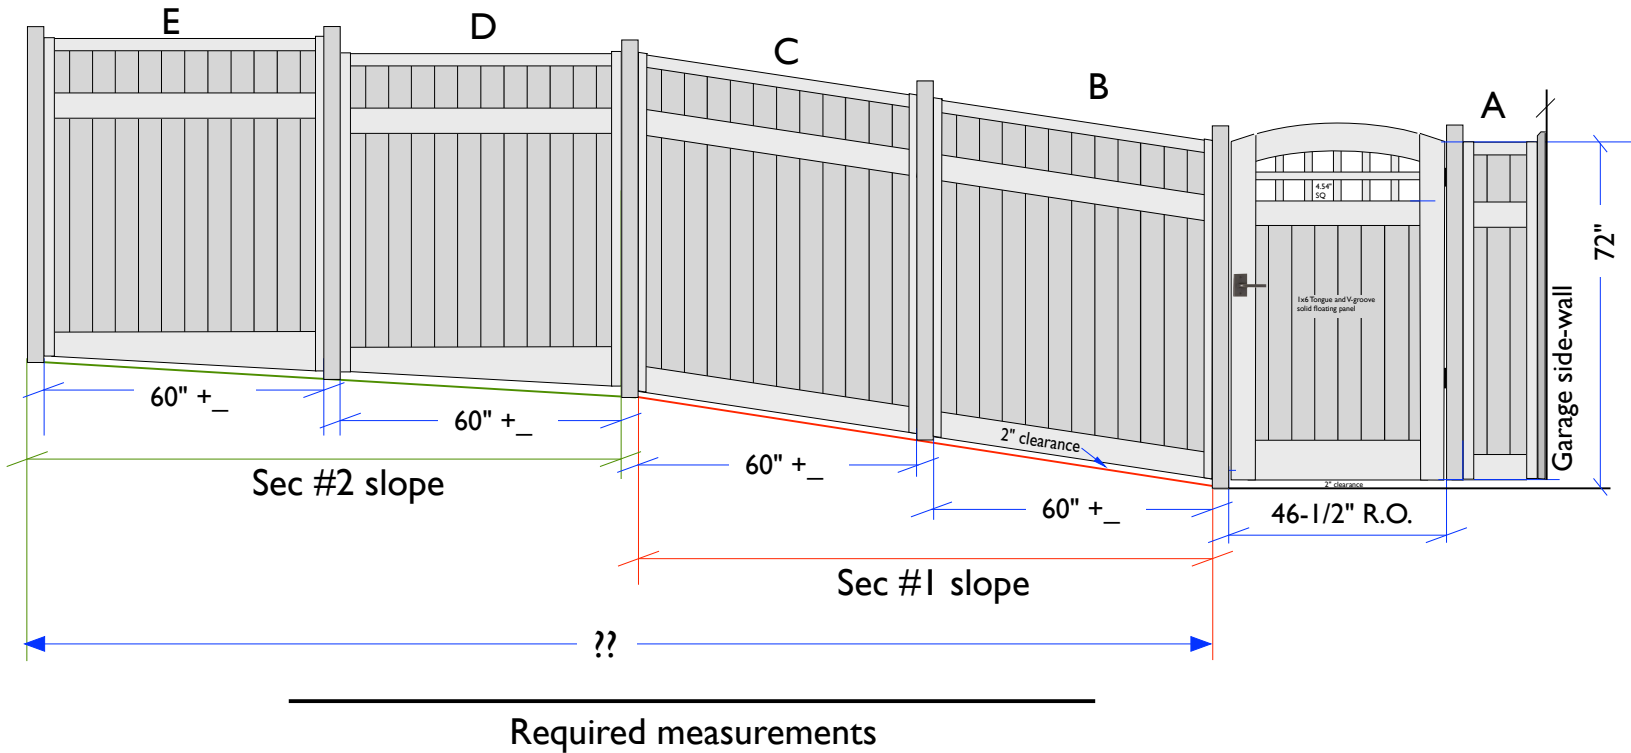 E
D
C
B
A
4.54"
SQ
72"
1x6 Tongue and V-groove
solid floating panel
Garage side-wall
60" +_
60" +_
2" clearance
60" +_
2" clearance
Sec #2 slope
60" +_
46-1/2" R.O.
Sec #1 slope
??
Required measurements